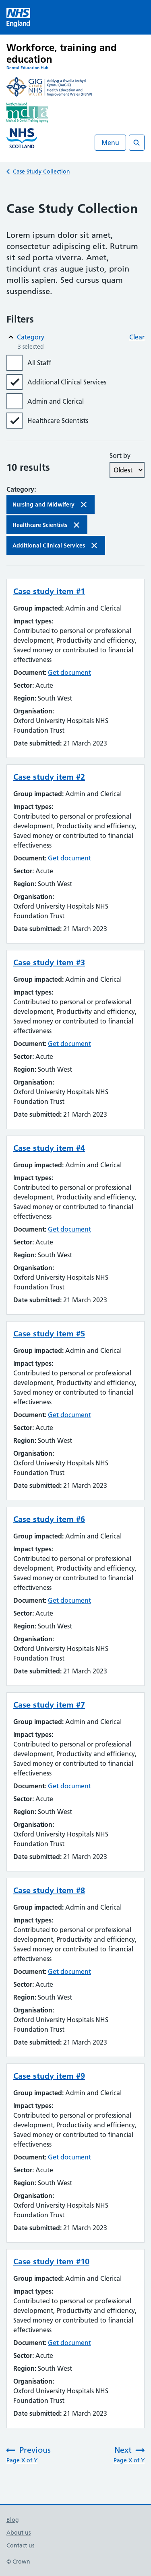 NHS
England
Workforce, training and
education
Dental Education Hub
GIG
CYMRU
NHS
WALES
Addysg a Gwella Iechyd
Cymru (AaGIC)
Health Education and
Improvement Wales (HEIW)
NHS
SCOTLAND
Menu
Case Study Collection
Case Study Collection
Lorem ipsum dolor sit amet,
consectetur adipiscing elit. Rutrum
sit eds porta viverra. Amet,
tincidunt cras augue justo, proin
mollis egestas. Sed cursus quam
suspendisse.
Filters
Category
Clear
3 selected
All Staff
Additional Clinical Services
Admin and Clerical
Healthcare Scientists
10 results
Sort by
Oldest
Category:
Nursing and Midwifery
Healthcare Scientists
Additional Clinical Services
Case study item #1
Group impacted: Admin and Clerical
Impact types:
Contributed to personal or professional
development, Productivity and efficiency,
Saved money or contributed to financial
effectiveness
Document: Get document
Sector: Acute
Region: South West
Organisation:
Oxford University Hospitals NHS
Foundation Trust
Date submitted: 21 March 2023
Case study item #2
Group impacted: Admin and Clerical
Impact types:
Contributed to personal or professional
development, Productivity and efficiency,
Saved money or contributed to financial
effectiveness
Document: Get document
Sector: Acute
Region: South West
Organisation:
Oxford University Hospitals NHS
Foundation Trust
Date submitted: 21 March 2023
Case study item #3
Group impacted: Admin and Clerical
Impact types:
Contributed to personal or professional
development, Productivity and efficiency,
Saved money or contributed to financial
effectiveness
Document: Get document
Sector: Acute
Region: South West
Organisation:
Oxford University Hospitals NHS
Foundation Trust
Date submitted: 21 March 2023
Case study item #4
Group impacted: Admin and Clerical
Impact types:
Contributed to personal or professional
development, Productivity and efficiency,
Saved money or contributed to financial
effectiveness
Document: Get document
Sector: Acute
Region: South West
Organisation:
Oxford University Hospitals NHS
Foundation Trust
Date submitted: 21 March 2023
Case study item #5
Group impacted: Admin and Clerical
Impact types:
Contributed to personal or professional
development, Productivity and efficiency,
Saved money or contributed to financial
effectiveness
Document: Get document
Sector: Acute
Region: South West
Organisation:
Oxford University Hospitals NHS
Foundation Trust
Date submitted: 21 March 2023
Case study item #6
Group impacted: Admin and Clerical
Impact types:
Contributed to personal or professional
development, Productivity and efficiency,
Saved money or contributed to financial
effectiveness
Document: Get document
Sector: Acute
Region: South West
Organisation:
Oxford University Hospitals NHS
Foundation Trust
Date submitted: 21 March 2023
Case study item #7
Group impacted: Admin and Clerical
Impact types:
Contributed to personal or professional
development, Productivity and efficiency,
Saved money or contributed to financial
effectiveness
Document: Get document
Sector: Acute
Region: South West
Organisation:
Oxford University Hospitals NHS
Foundation Trust
Date submitted: 21 March 2023
Case study item #8
Group impacted: Admin and Clerical
Impact types:
Contributed to personal or professional
development, Productivity and efficiency,
Saved money or contributed to financial
effectiveness
Document: Get document
Sector: Acute
Region: South West
Organisation:
Oxford University Hospitals NHS
Foundation Trust
Date submitted: 21 March 2023
Case study item #9
Group impacted: Admin and Clerical
Impact types:
Contributed to personal or professional
development, Productivity and efficiency,
Saved money or contributed to financial
effectiveness
Document: Get document
Sector: Acute
Region: South West
Organisation:
Oxford University Hospitals NHS
Foundation Trust
Date submitted: 21 March 2023
Case study item #10
Group impacted: Admin and Clerical
Impact types:
Contributed to personal or professional
development, Productivity and efficiency,
Saved money or contributed to financial
effectiveness
Document: Get document
Sector: Acute
Region: South West
Organisation:
Oxford University Hospitals NHS
Foundation Trust
Date submitted: 21 March 2023
Previous
Page X of Y
Next
Page X of Y
Blog
About us
Contact us
© Crown